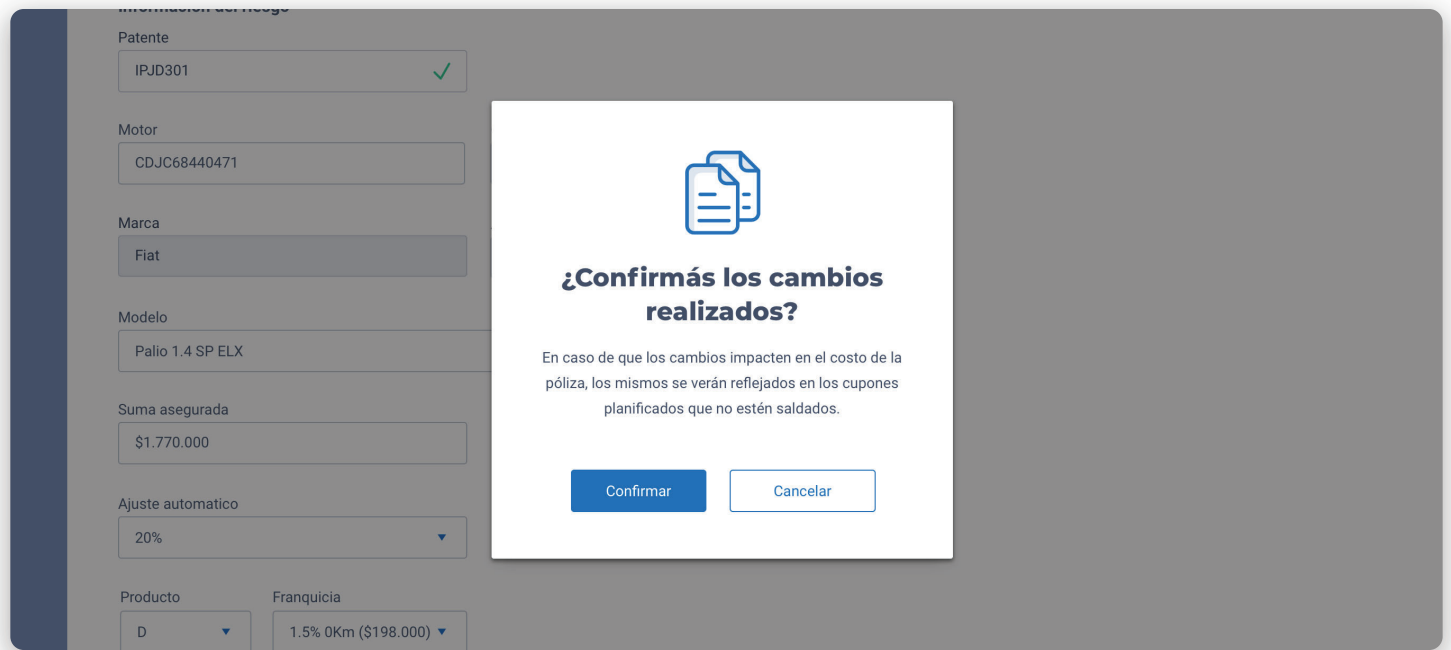 Información del riesgo
Patente
IPJD301
Motor
CDJC68440471
Marca
Fiat
Modelo
Palio 1.4 SP ELX
Suma asegurada
$1.770.000
Ajuste automatico
20%
Producto
Franquicia
D
1.5% 0Km ($198.000)
¿Confirmás los cambios
realizados?
En caso de que los cambios impacten en el costo de la
póliza, los mismos se verán reflejados en los cupones
planificados que no estén saldados.
Confirmar
Cancelar